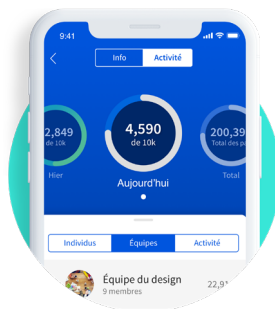 9:41
Info Activité
2,849 4,590 200,39
de 10k de 10k Total des pa
Hier Aujourd'hui Total
Individus Équipes Activité
Équipe du design 22,91
9 membres